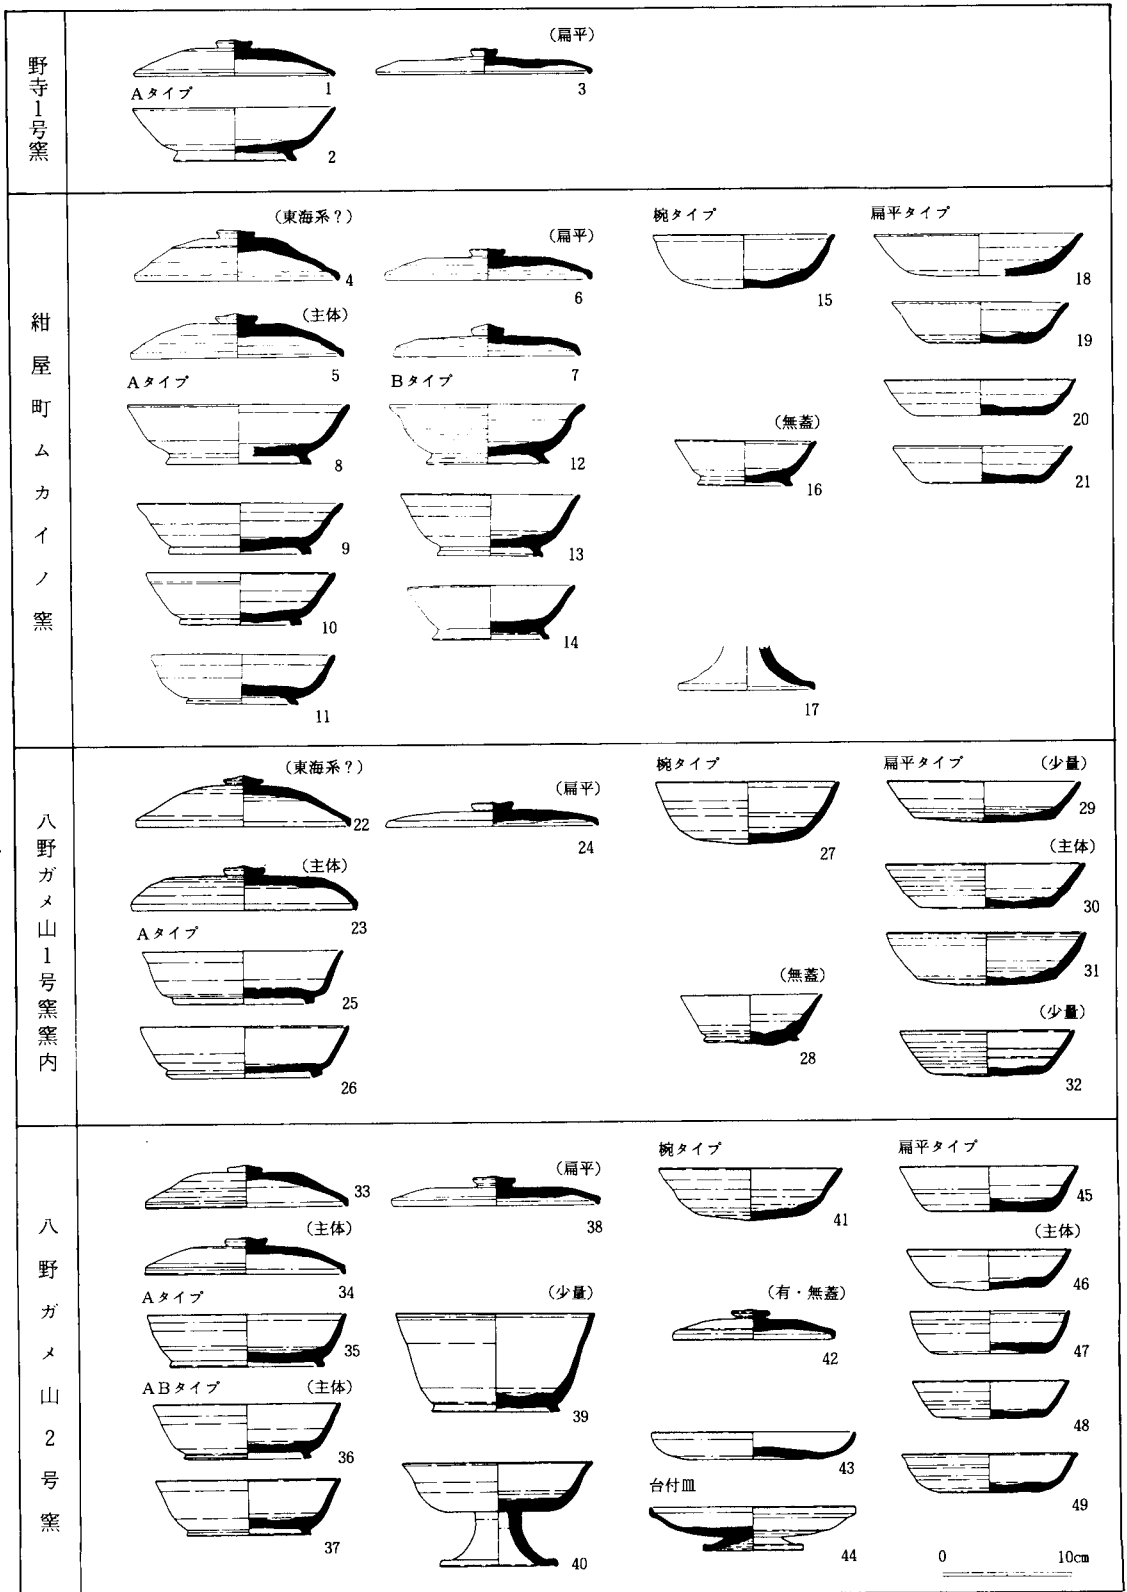 野寺1号窯
(扁平)
1
3
Aタイプ
2
紺屋町ムカイノ窯
(東海系?)
4
(扁平)
6
椀タイプ
15
扁平タイプ
18
(主体)
5
7
19
Aタイプ
8
Bタイプ
12
(無蓋)
16
20
21
9
13
10
14
11
17
八野ガメ山1号窯窯内
(東海系?)
22
(扁平)
24
椀タイプ
27
扁平タイプ (少量)
29
(主体)
23
(主体)
30
Aタイプ
25
31
(無蓋)
28
(少量)
32
26
八野ガメ山2号窯
33
(扁平)
38
椀タイプ
41
扁平タイプ
45
(主体)
34
(主体)
46
Aタイプ
35
(少量)
39
(有・無蓋)
42
47
ABタイプ (主体)
36
43
48
37
40
台付皿
44
49
0 10cm